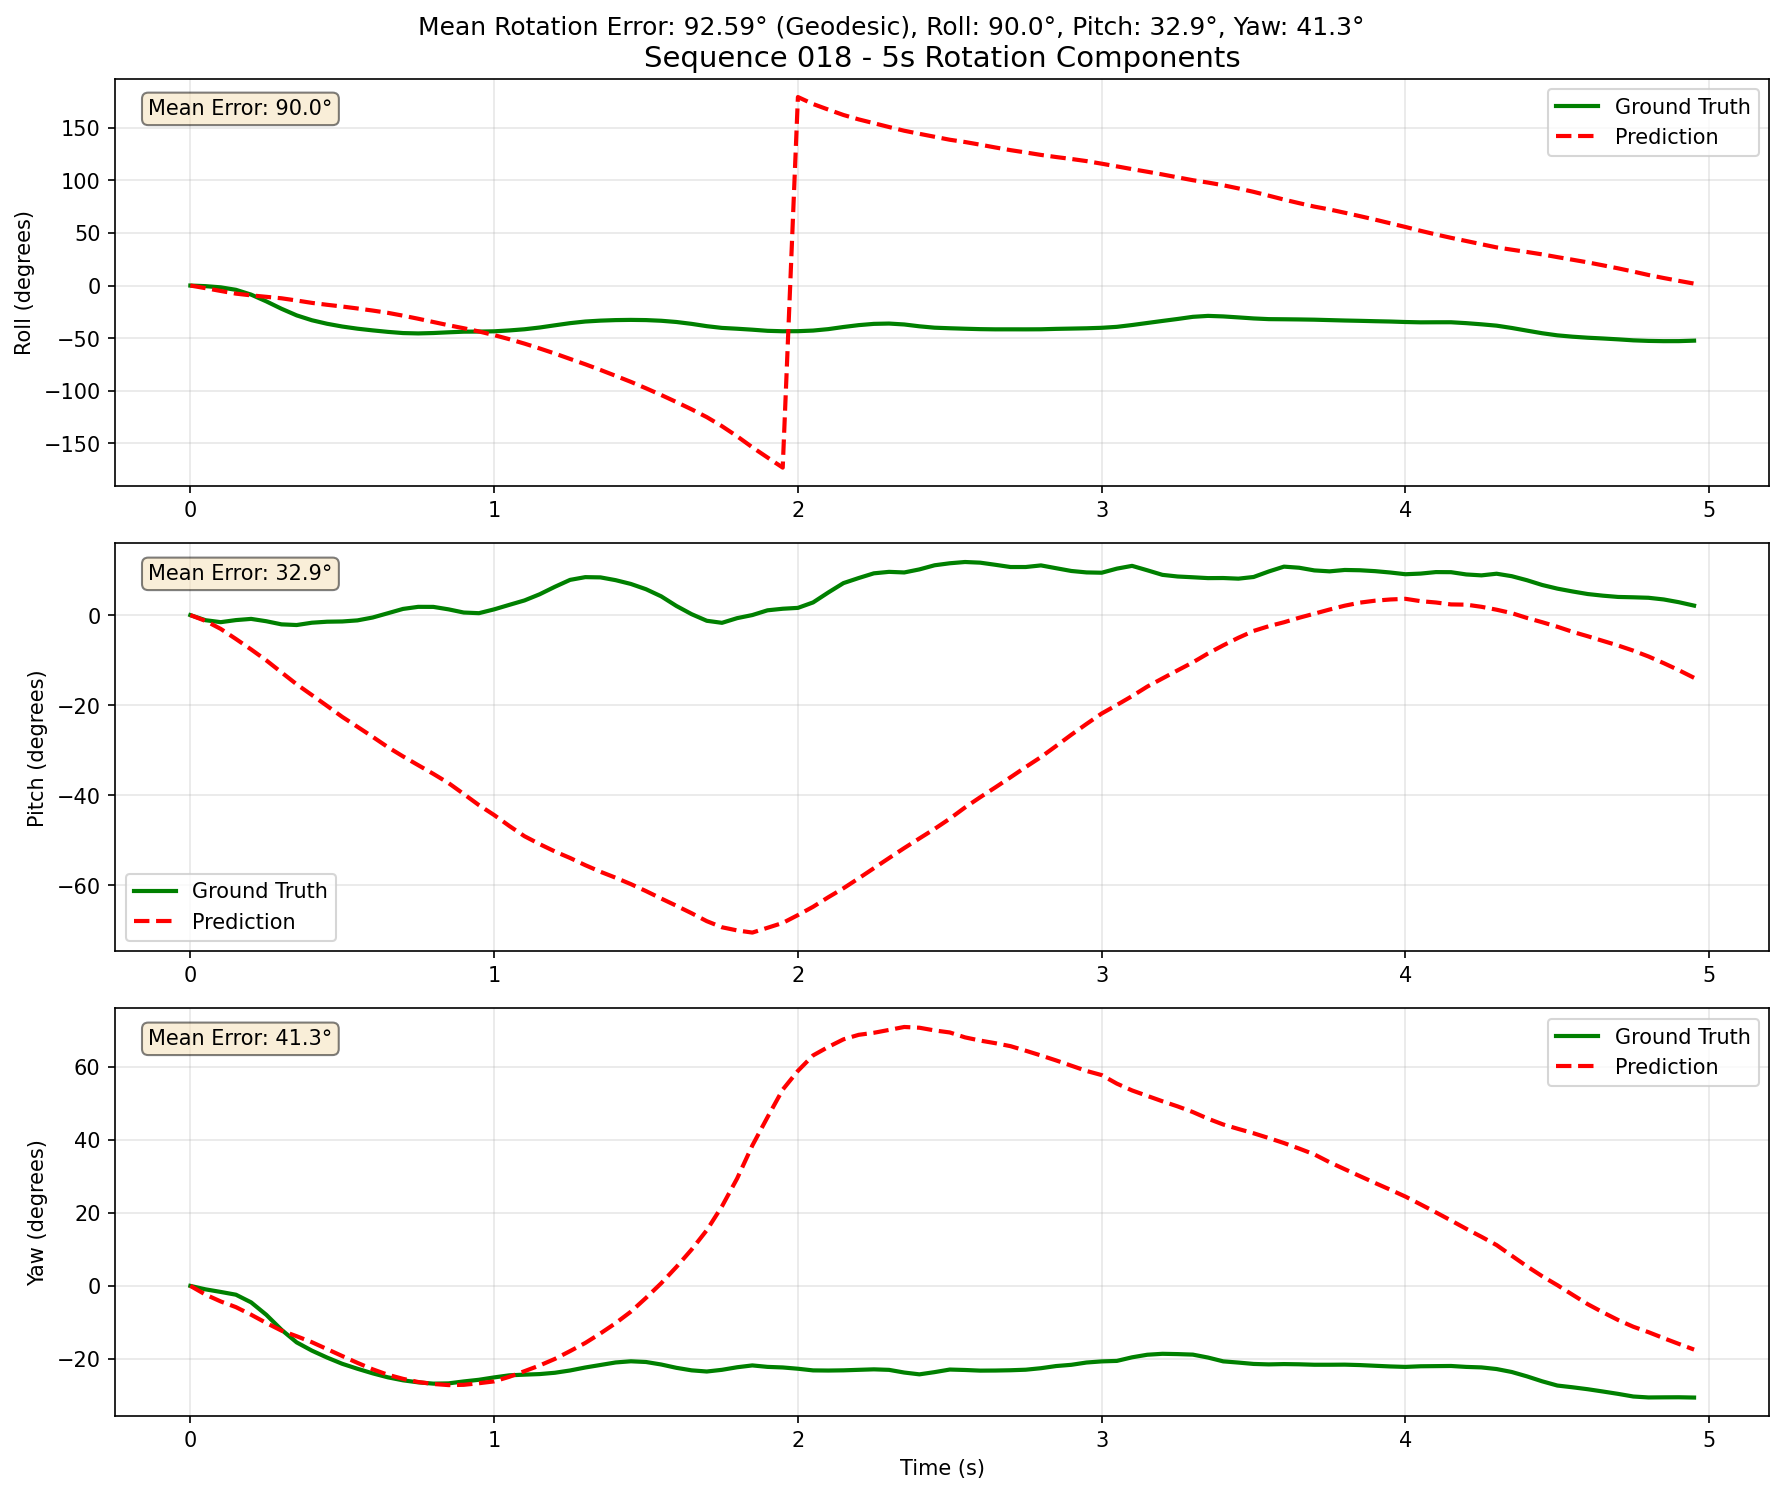 Mean Rotation Error: 92.59° (Geodesic), Roll: 90.0°, Pitch: 32.9°, Yaw: 41.3°
Sequence 018 - 5s Rotation Components
Mean Error: 90.0°
Ground Truth
Prediction
Roll (degrees)
150
100
50
0
−50
−100
−150
0 1 2 3 4 5
Mean Error: 32.9°
Pitch (degrees)
0
−20
−40
−60
Ground Truth
Prediction
0 1 2 3 4 5
Mean Error: 41.3°
Ground Truth
Prediction
Yaw (degrees)
60
40
20
0
−20
0 1 2 3 4 5
Time (s)